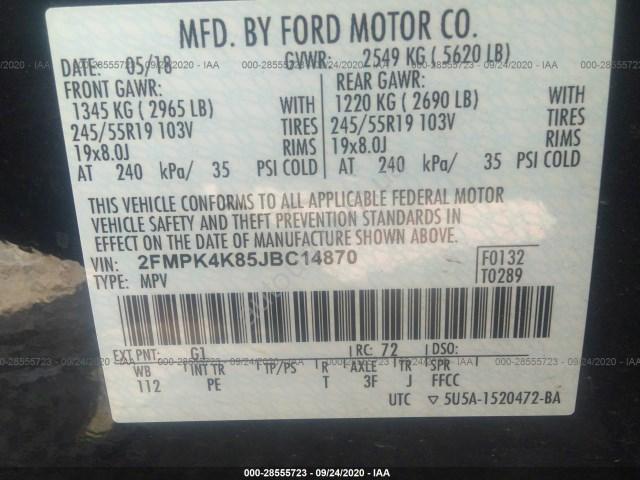 MFD. BY FORD MOTOR CO.
DATE: 05/18 GVWR: 2549 KG ( 5620 LB)
FRONT GAWR: REAR GAWR:
1345 KG ( 2965 LB) WITH 1220 KG ( 2690 LB) WITH
245/55R19 103V TIRES 245/55R19 103V TIRES
19x8.0J RIMS 19x8.0J RIMS
AT 240 kPa/ 35 PSI COLD AT 240 kPa/ 35 PSI COLD
THIS VEHICLE CONFORMS TO ALL APPLICABLE FEDERAL MOTOR
VEHICLE SAFETY AND THEFT PREVENTION STANDARDS IN
EFFECT ON THE DATE OF MANUFACTURE SHOWN ABOVE.
VIN: 2FMPK4K85JBC14870 F0132
TYPE: MPV T0289
EXT PNT: G1 RC: 72 DSO:
WB INT TR TP/PS R AXLE TR SPR
112 PE T 3F J FFCC
UTC ▽ 5U5A-1520472-BA
000-28555723 - 09/24/2020 - IAA